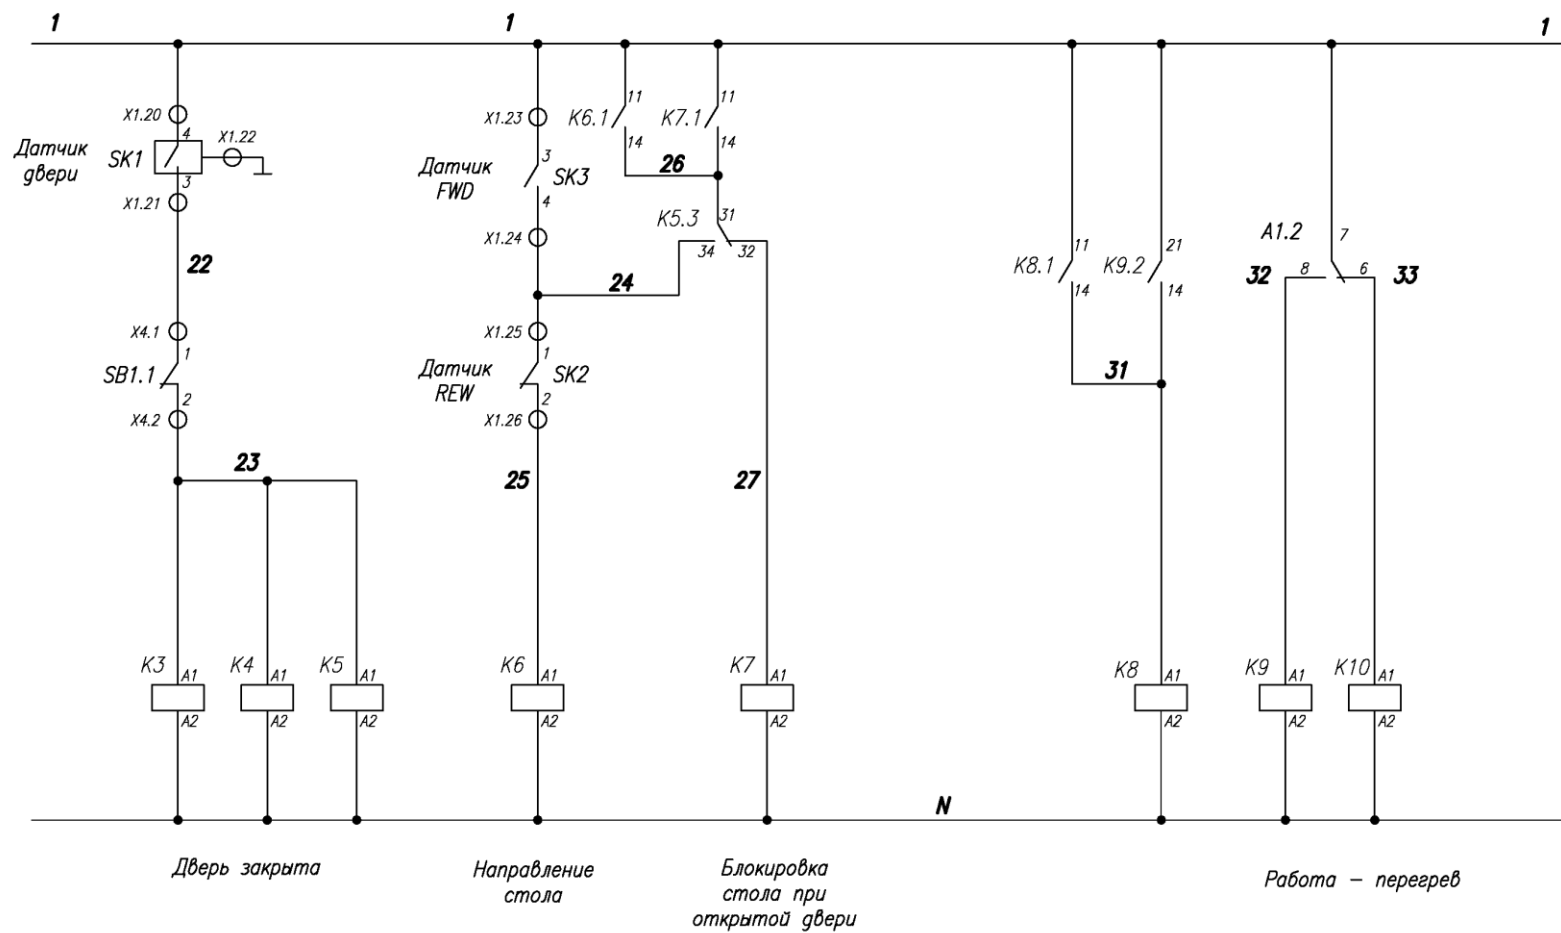 1 1 1
X1.20
4
X1.22
Датчик
двери
SK1
3
X1.21
22
X4.1
1
SB1.1
2
X4.2
23
K3 A1
A2
K4 A1
A2
K5 A1
A2
Дверь закрыта
X1.23
3
Датчик
FWD
SK3
4
X1.24
24
X1.25
1
Датчик
REW
SK2
2
X1.26
25
K6 A1
A2
Направление
стола
11
K6.1
14
11
K7.1
14
26
K5.3 31
34 32
27
K7 A1
A2
Блокировка
стола при
открытой двери
N
11
K8.1
14
21
K9.2
14
31
K8 A1
A2
A1.2 7
32 8 6 33
K9 A1
A2
K10 A1
A2
Работа – перегрев